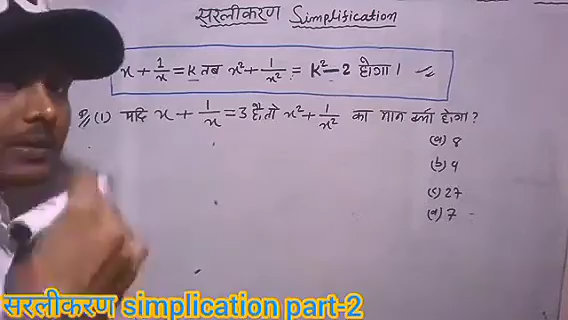 सरलीकरण Simplification
x + 1/x = K तब x² + 1/x² = K² - 2 होगा।
Q// (1) यदि x + 1/x = 3 है तो x² + 1/x² का मान क्या होगा?
(a) 8
(b) 9
(c) 27
(d) 7
सरलीकरण simplication part-2